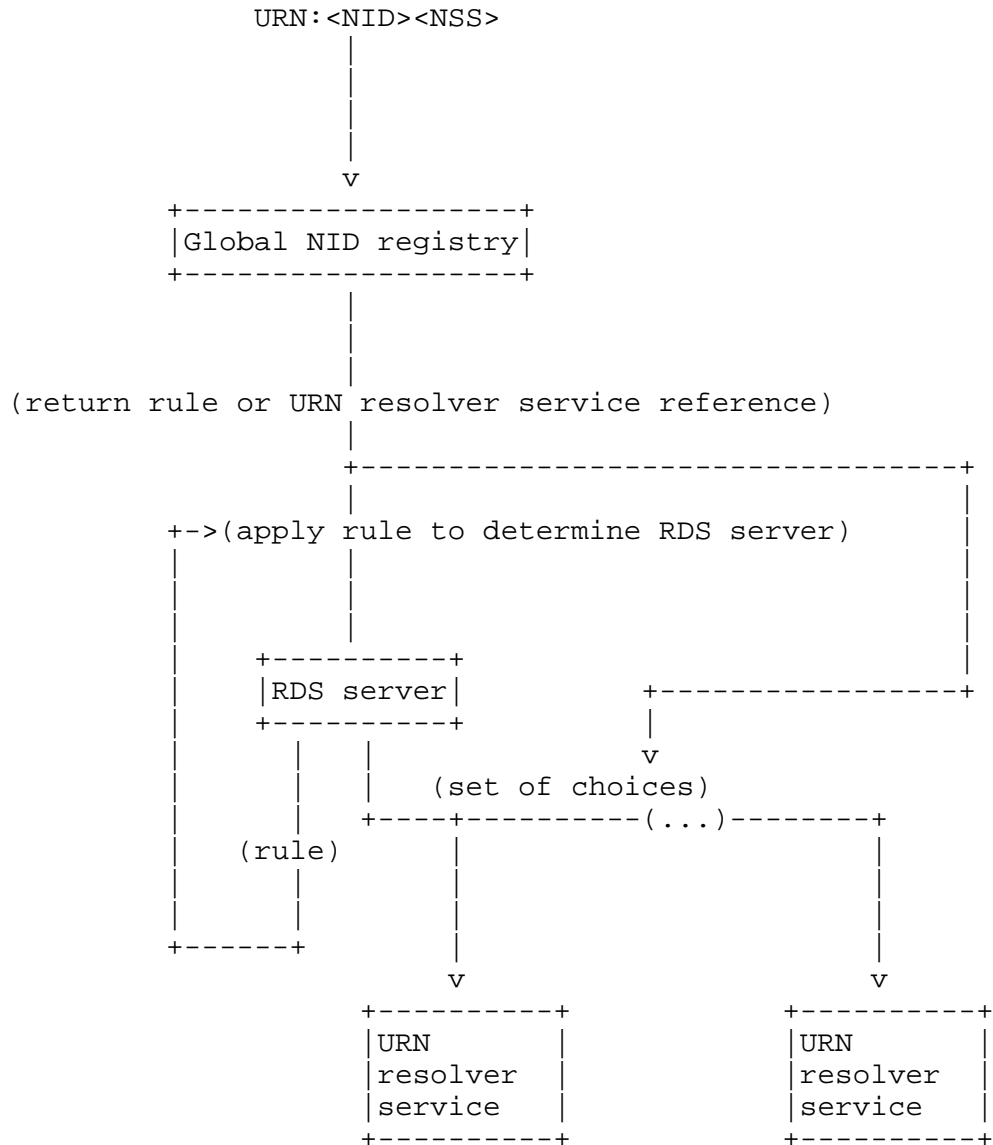 URN:<NID><NSS>
v
Global NID registry
(return rule or URN resolver service reference)
+->(apply rule to determine RDS server)
RDS server
v
(set of choices)
(...)
(rule)
v v
URN URN
resolver resolver
service service